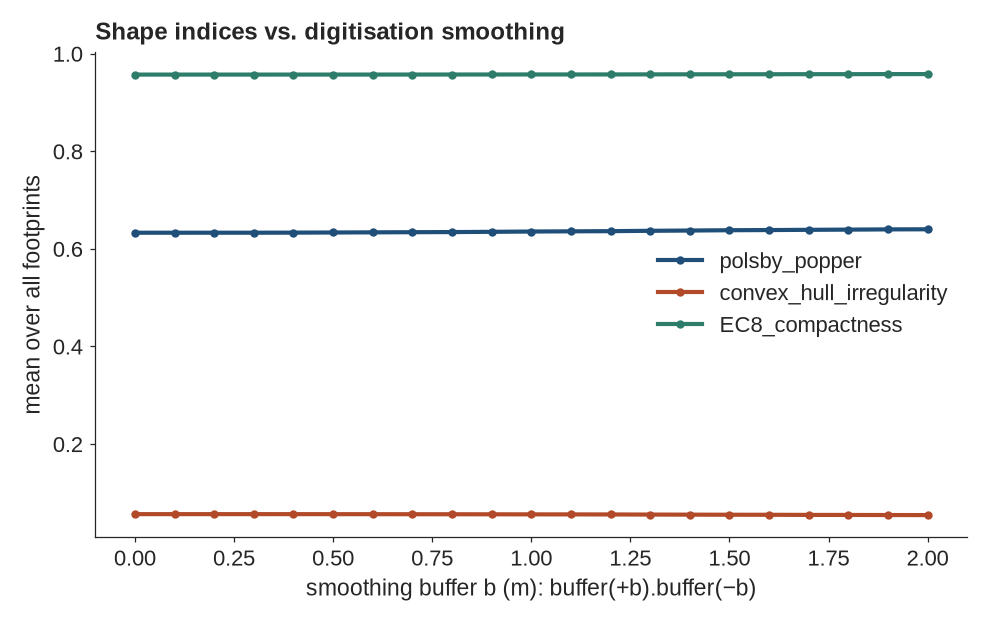 Shape indices vs. digitisation smoothing
1.0
0.8
0.6
0.4
0.2
mean over all footprints
polsby_popper
convex_hull_irregularity
EC8_compactness
0.00 0.25 0.50 0.75 1.00 1.25 1.50 1.75 2.00
smoothing buffer b (m): buffer(+b).buffer(−b)